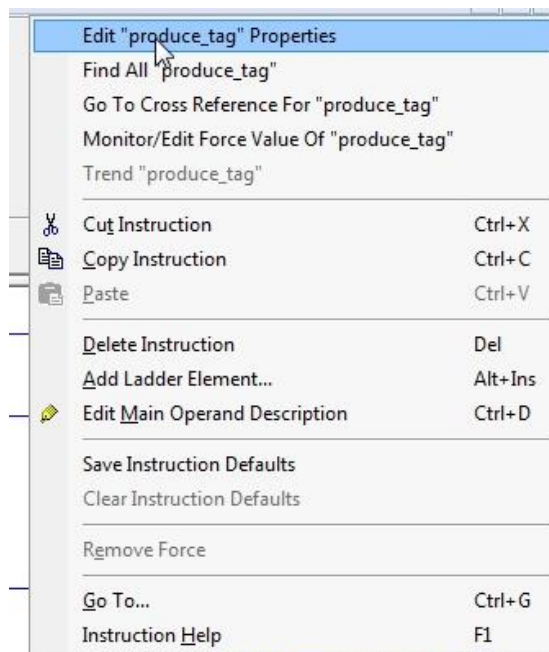 Edit "produce_tag" Properties
Find All "produce_tag"
Go To Cross Reference For "produce_tag"
Monitor/Edit Force Value Of "produce_tag"
Trend "produce_tag"
Cut Instruction Ctrl+X
Copy Instruction Ctrl+C
Paste Ctrl+V
Delete Instruction Del
Add Ladder Element... Alt+Ins
Edit Main Operand Description Ctrl+D
Save Instruction Defaults
Clear Instruction Defaults
Remove Force
Go To... Ctrl+G
Instruction Help F1